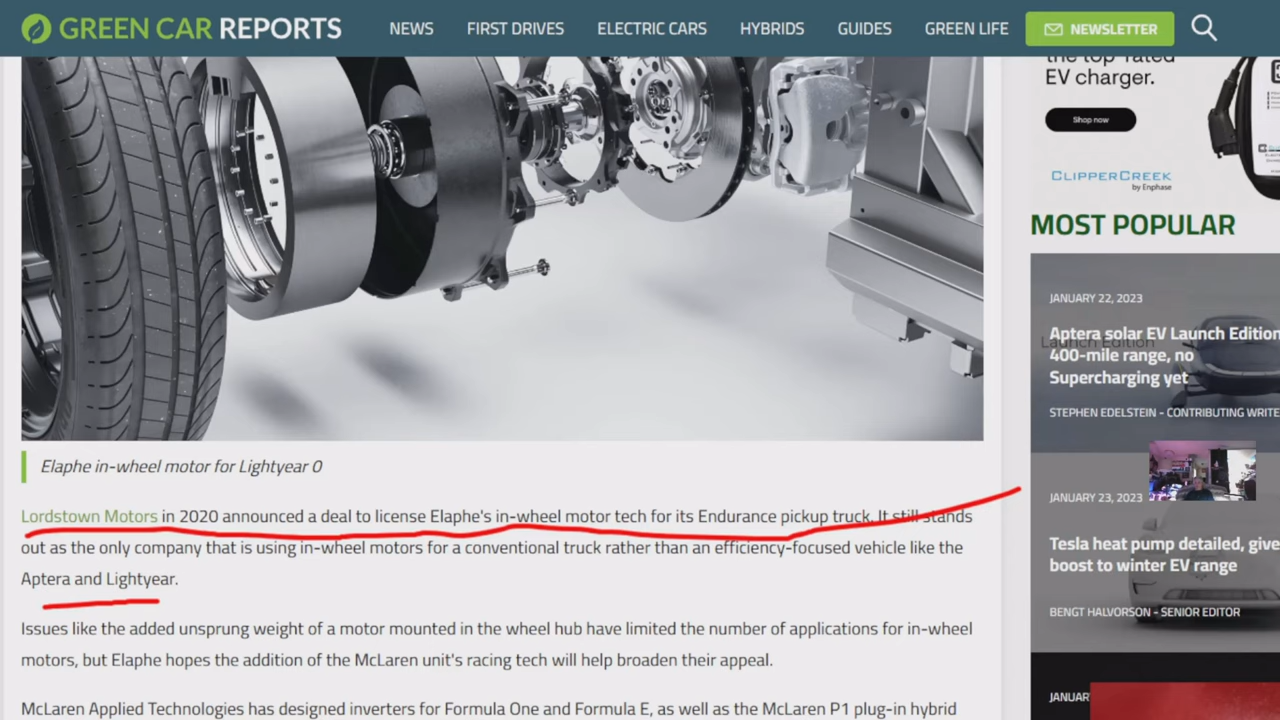 GREEN CAR REPORTS
NEWS
FIRST DRIVES
ELECTRIC CARS
HYBRIDS
GUIDES
GREEN LIFE
NEWSLETTER
the top-rated
EV charger.
Shop now
CLIPPERCREEK
by Enphase
Elaphe in-wheel motor for Lightyear 0
Lordstown Motors in 2020 announced a deal to license Elaphe's in-wheel motor tech for its Endurance pickup truck. It still stands
out as the only company that is using in-wheel motors for a conventional truck rather than an efficiency-focused vehicle like the
Aptera and Lightyear.
Issues like the added unsprung weight of a motor mounted in the wheel hub have limited the number of applications for in-wheel
motors, but Elaphe hopes the addition of the McLaren unit's racing tech will help broaden their appeal.
McLaren Applied Technologies has designed inverters for Formula One and Formula E, as well as the McLaren P1 plug-in hybrid
MOST POPULAR
JANUARY 22, 2023
Aptera solar EV Launch Edition
Launch Edition
400-mile range, no
Supercharging yet
STEPHEN EDELSTEIN - CONTRIBUTING WRITE
JANUARY 23, 2023
Tesla heat pump detailed, give
boost to winter EV range
BENGT HALVORSON - SENIOR EDITOR
JANUAR